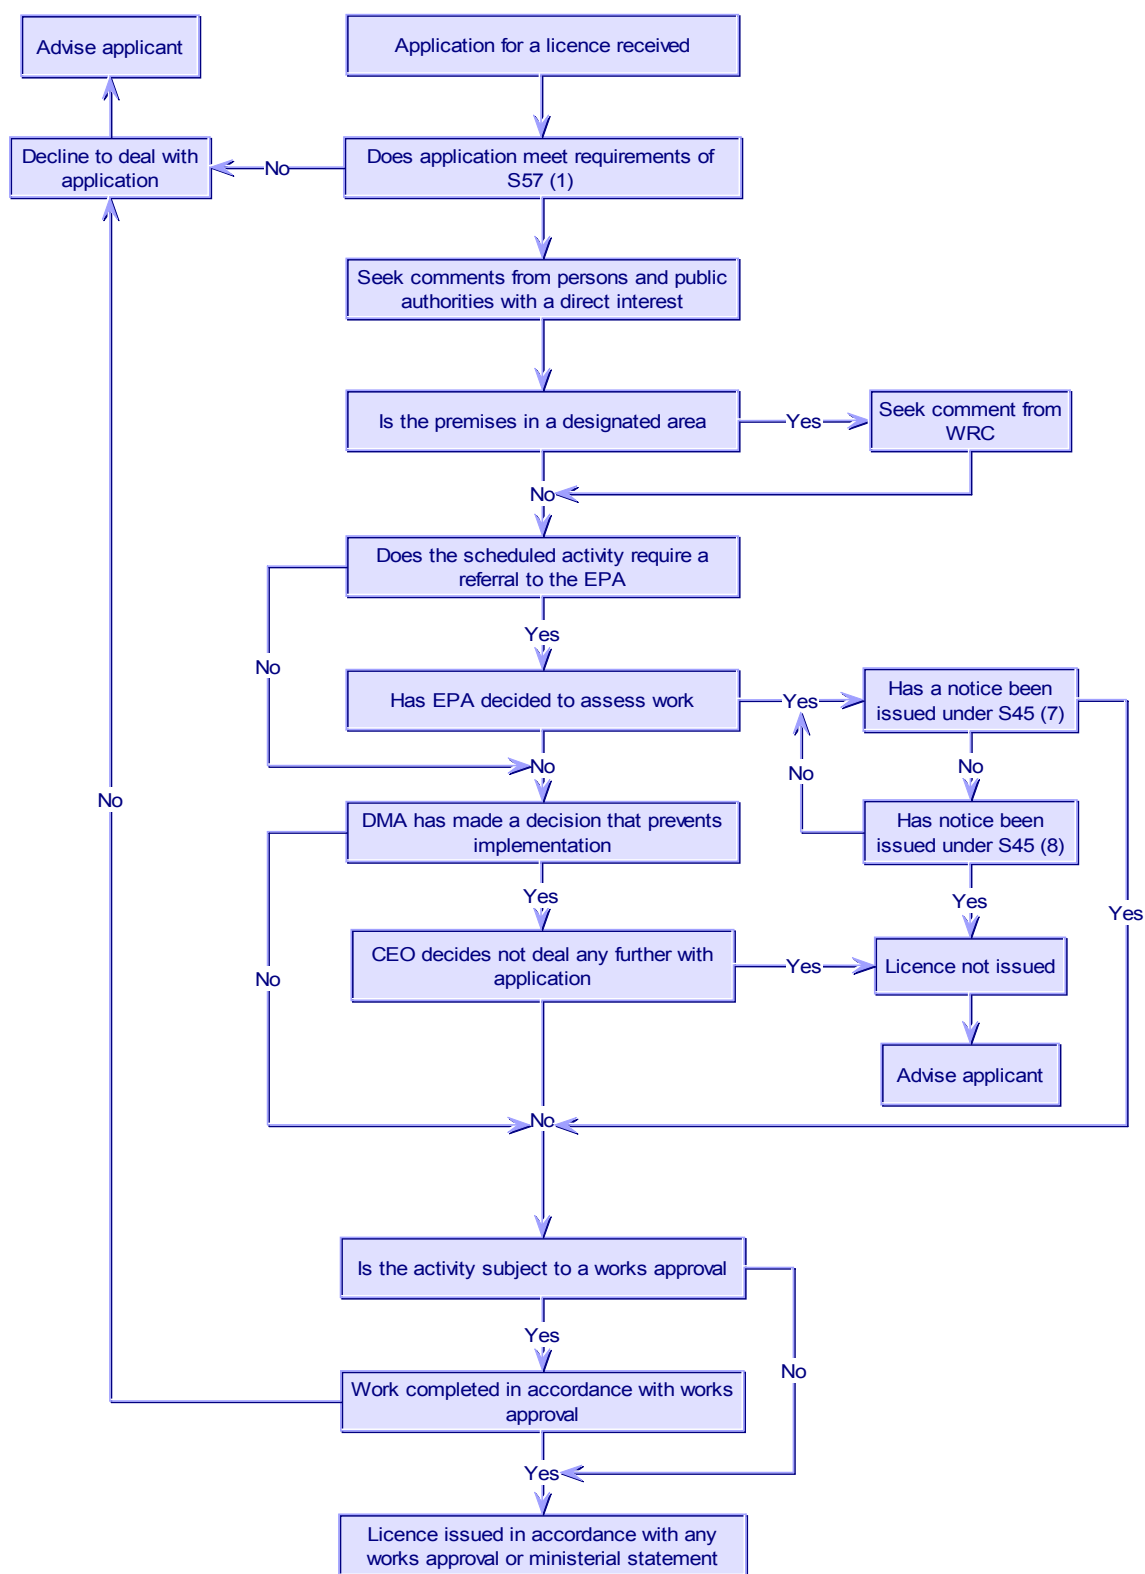 Advise applicant
Application for a licence received
Decline to deal with
application
No
Does application meet requirements of
S57 (1)
Seek comments from persons and public
authorities with a direct interest
Is the premises in a designated area
Yes
Seek comment from
WRC
No
Does the scheduled activity require a
referral to the EPA
Yes
No
Has EPA decided to assess work
Yes
Has a notice been
issued under S45 (7)
No
No
No
No
DMA has made a decision that prevents
implementation
Has notice been
issued under S45 (8)
Yes
Yes
Yes
CEO decides not deal any further with
application
Yes
Licence not issued
No
Advise applicant
No
Is the activity subject to a works approval
Yes
No
Work completed in accordance with works
approval
Yes
Licence issued in accordance with any
works approval or ministerial statement